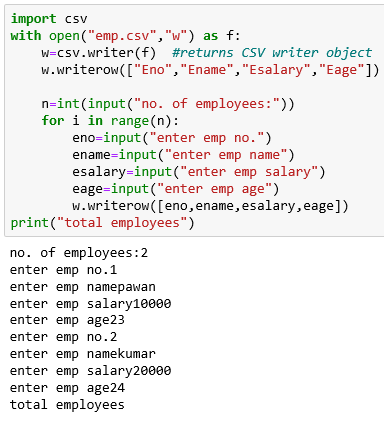 import csv
with open("emp.csv","w") as f:
    w=csv.writer(f)  #returns CSV writer object
    w.writerow(["Eno","Ename","Esalary","Eage"])

    n=int(input("no. of employees:"))
    for i in range(n):
        eno=input("enter emp no.")
        ename=input("enter emp name")
        esalary=input("enter emp salary")
        eage=input("enter emp age")
        w.writerow([eno,ename,esalary,eage])
print("total employees")
no. of employees:2
enter emp no.1
enter emp namepawan
enter emp salary10000
enter emp age23
enter emp no.2
enter emp namekumar
enter emp salary20000
enter emp age24
total employees